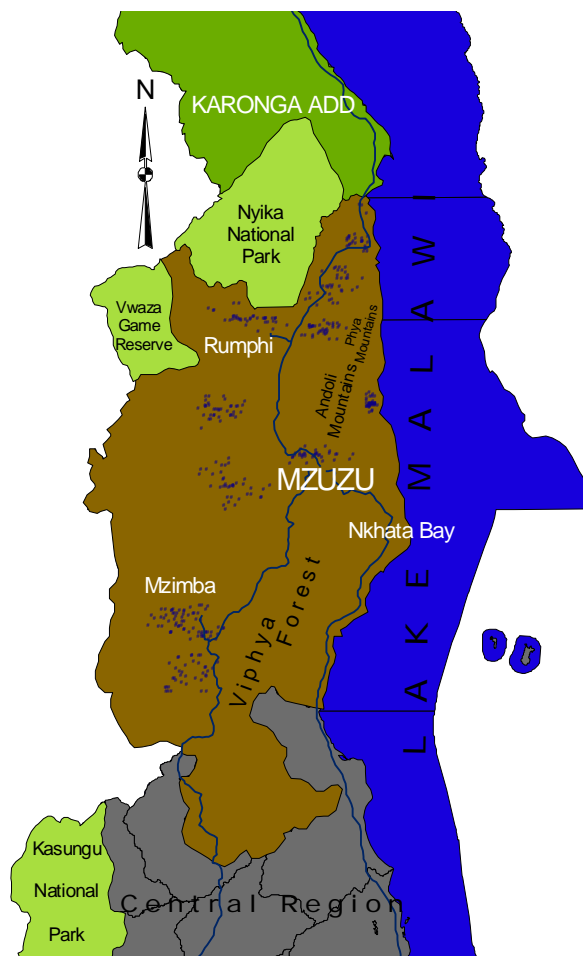 N
KARONGA ADD
Nyika
National
Park
Vwaza
Game
Reserve
Rumphi
Phya
Mountains
Andoli
Mountains
LAKE MALAWI
MZUZU
Nkhata Bay
Mzimba
Viphya
Forest
Kasungu
National
Park
Central Region